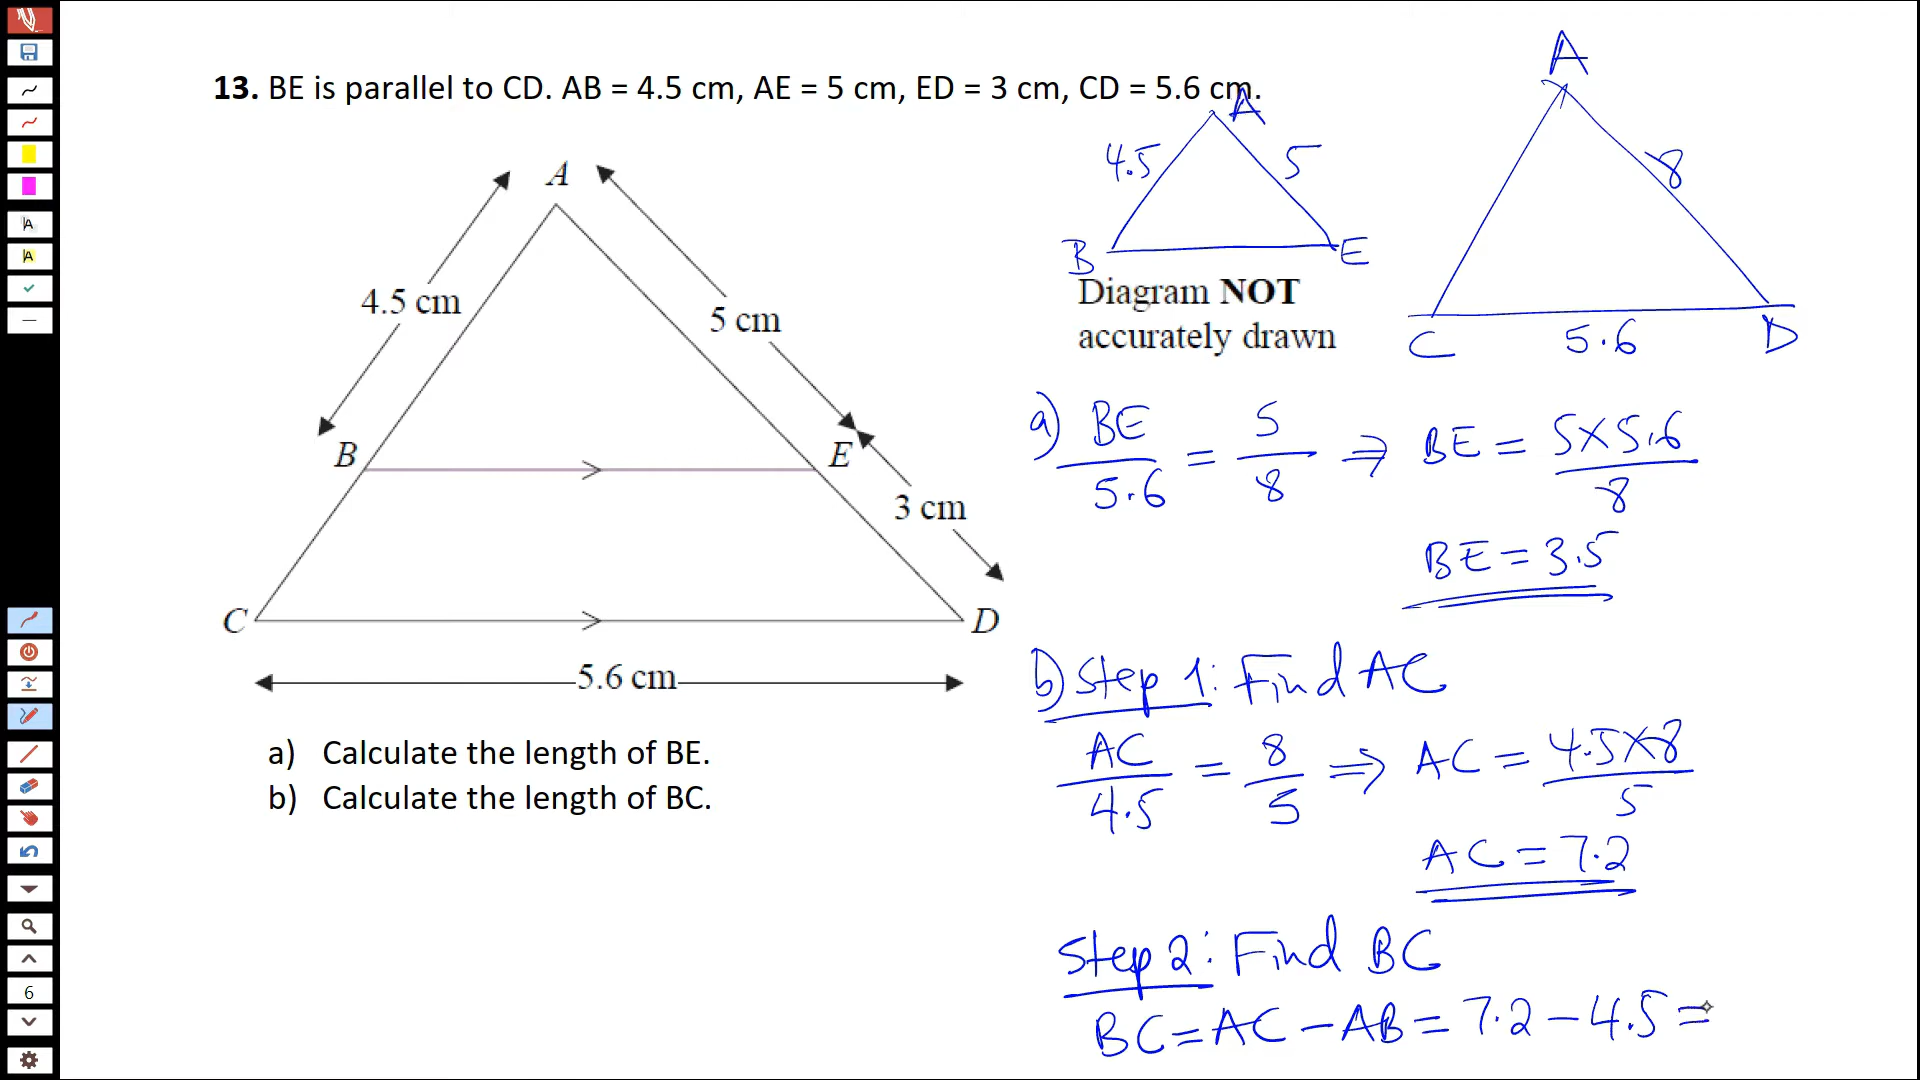 13. BE is parallel to CD. AB = 4.5 cm, AE = 5 cm, ED = 3 cm, CD = 5.6 cm.
A
4.5 cm
5 cm
B
E
3 cm
C
D
5.6 cm
a) Calculate the length of BE.
b) Calculate the length of BC.
A
4.5
5
B
E
Diagram NOT
accurately drawn
A
8
C
5.6
D
a) BE/5.6 = 5/8 ⇒ BE = 5×5.6/8
BE = 3.5
b) Step 1: Find AC
AC/4.5 = 8/5 ⇒ AC = 4.5×8/5
AC = 7.2
Step 2: Find BC
BC = AC – AB = 7.2 – 4.5 =
A
A
6